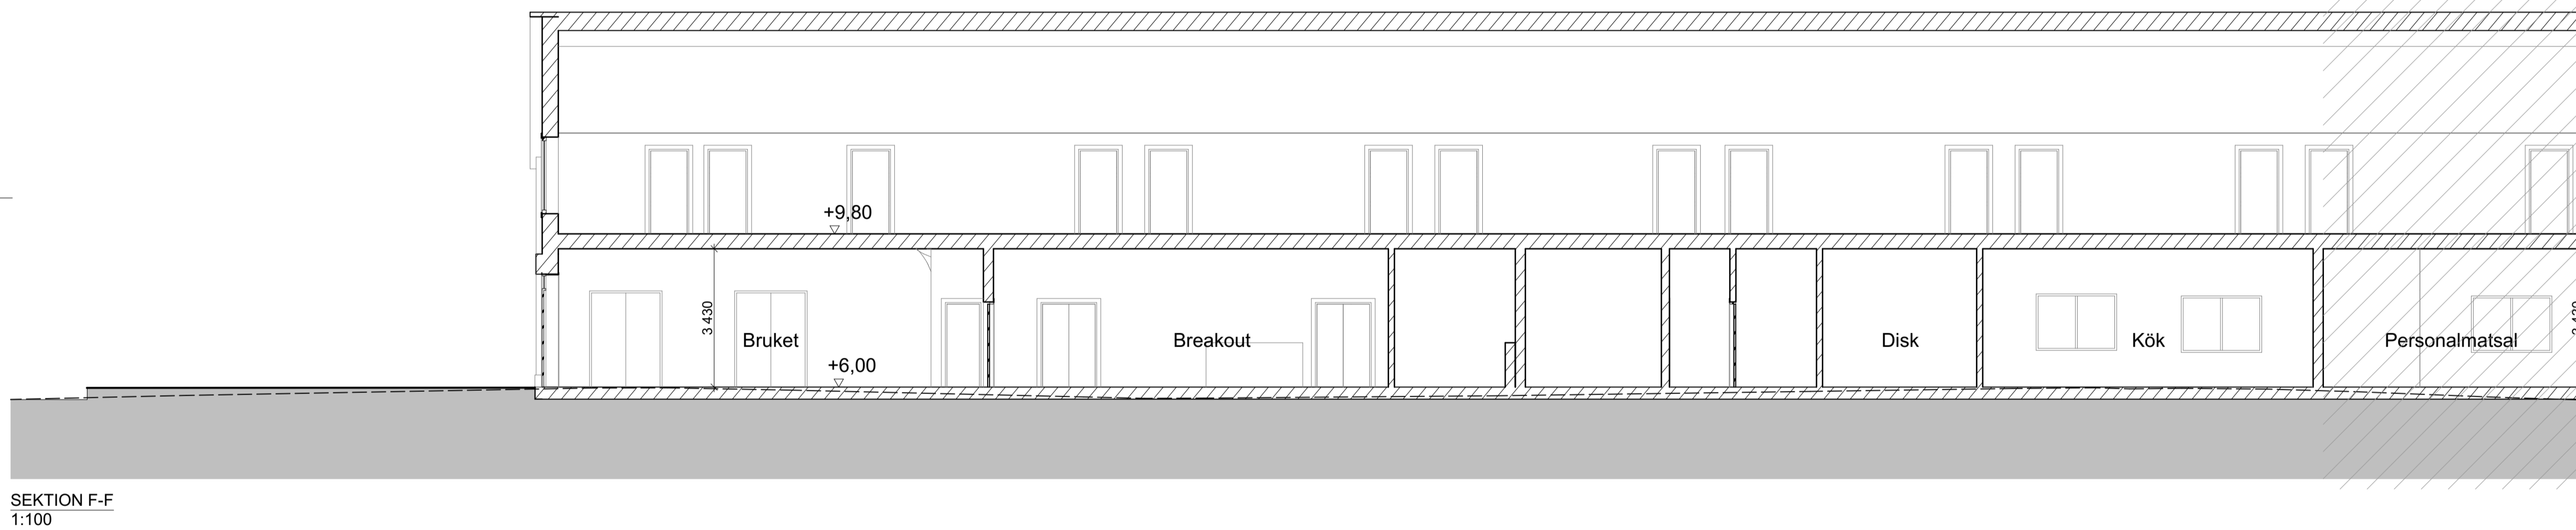 +9,80
3 430
Bruket
+6,00
Breakout
Disk
Kök
Personalmatsal
SEKTION F-F
1:100